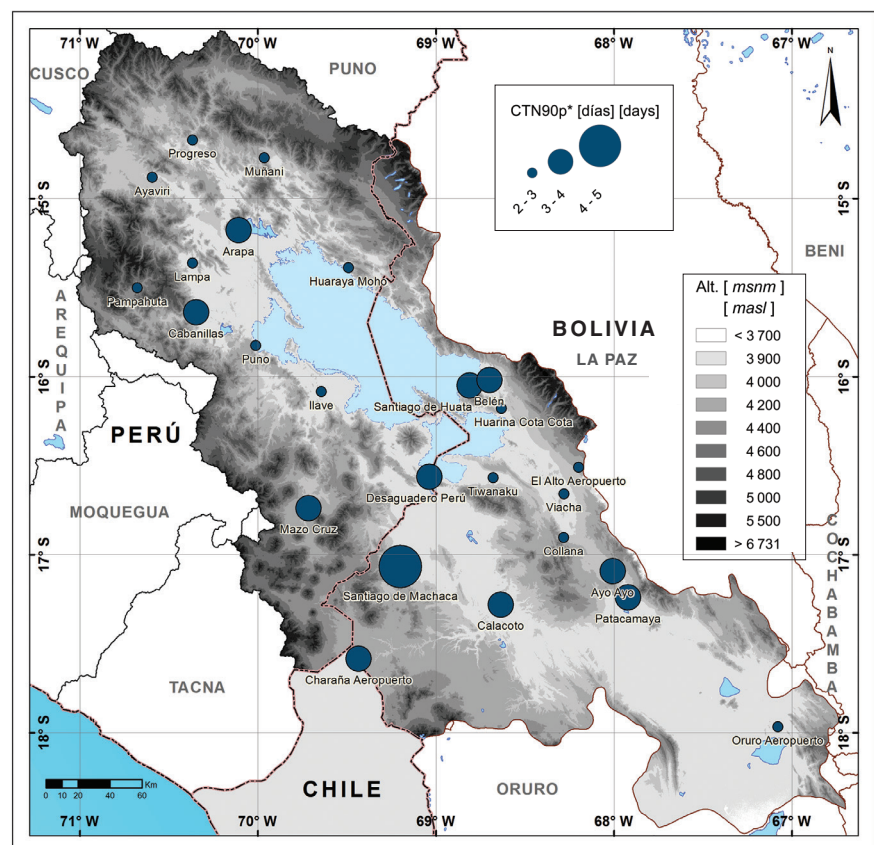 71°W
70°W
69°W
68°W
67°W
CUSCO
PUNO
N
CTN90p* [días] [days]
2 - 3
3 - 4
4 - 5
Progreso
Muñani
Ayaviri
15°S
15°S
Arapa
BENI
Lampa
Huaraya Moho
Pampahuta
Alt. [ msnm ]
[ masl ]
AREQUIPA
Cabanillas
BOLIVIA
< 3 700
Puno
LA PAZ
3 900
16°S
16°S
4 000
Santiago de Huata
Belén
Ilave
Huarina Cota Cota
4 200
4 400
PERÚ
4 600
4 800
El Alto Aeropuerto
Desaguadero Perú
Tiwanaku
5 000
Viacha
MOQUEGUA
5 500
Mazo Cruz
> 6 731
Collana
17°S
17°S
COCHABAMBA
Santiago de Machaca
Ayo Ayo
Patacamaya
Calacoto
Charaña Aeropuerto
TACNA
18°S
18°S
Oruro Aeropuerto
0 10 20 40 60
Km
CHILE
ORURO
71°W
70°W
69°W
68°W
67°W